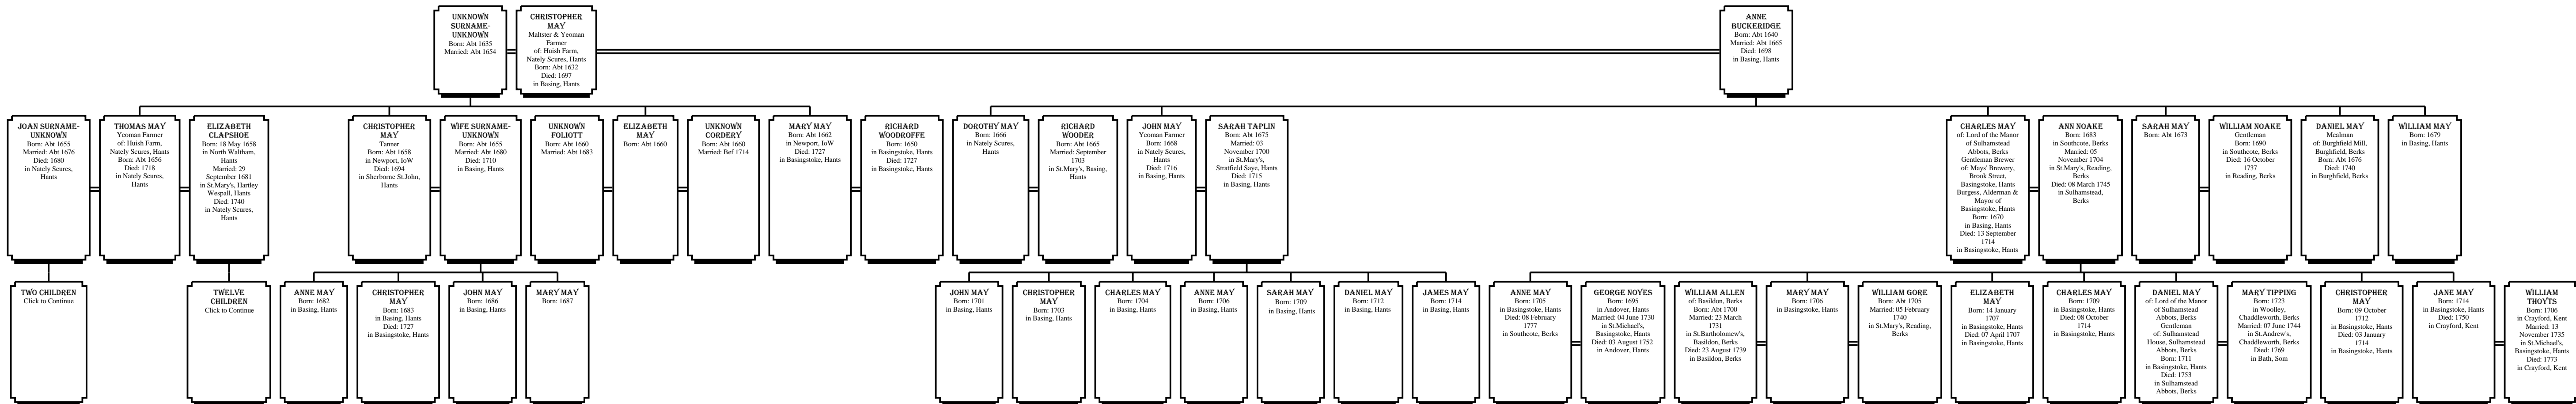 UNKNOWN
SURNAME-
UNKNOWN
Born: Abt 1635
Married: Abt 1654
CHRISTOPHER
MAY
Maltster & Yeoman
Farmer
of: Huish Farm,
Nately Scures, Hants
Born: Abt 1632
Died: 1697
in Basing, Hants
ANNE
BUCKERIDGE
Born: Abt 1640
Married: Abt 1665
Died: 1698
in Basing, Hants
JOAN SURNAME-
UNKNOWN
Born: Abt 1655
Married: Abt 1676
Died: 1680
in Nately Scures,
Hants
THOMAS MAY
Yeoman Farmer
of: Huish Farm,
Nately Scures, Hants
Born: Abt 1656
Died: 1718
in Nately Scures,
Hants
ELIZABETH
CLAPSHOE
Born: 18 May 1658
in North Waltham,
Hants
Married: 29
September 1681
in St.Mary's, Hartley
Wespall, Hants
Died: 1740
in Nately Scures,
Hants
CHRISTOPHER
MAY
Tanner
Born: Abt 1658
in Newport, IoW
Died: 1694
in Sherborne St.John,
Hants
WIFE SURNAME-
UNKNOWN
Born: Abt 1655
Married: Abt 1680
Died: 1710
in Basing, Hants
UNKNOWN
FOLIOTT
Born: Abt 1660
Married: Abt 1683
ELIZABETH
MAY
Born: Abt 1660
UNKNOWN
CORDERY
Born: Abt 1660
Married: Bef 1714
MARY MAY
Born: Abt 1662
in Newport, IoW
Died: 1727
in Basingstoke, Hants
RICHARD
WOODROFFE
Born: 1650
in Basingstoke, Hants
Died: 1727
in Basingstoke, Hants
DOROTHY MAY
Born: 1666
in Nately Scures,
Hants
RICHARD
WOODER
Born: Abt 1665
Married: September
1703
in St.Mary's, Basing,
Hants
JOHN MAY
Yeoman Farmer
Born: 1668
in Nately Scures,
Hants
Died: 1716
in Basing, Hants
SARAH TAPLIN
Born: Abt 1675
Married: 03
November 1700
in St.Mary's,
Stratfield Saye, Hants
Died: 1715
in Basing, Hants
CHARLES MAY
of: Lord of the Manor
of Sulhamstead
Abbots, Berks
Gentleman Brewer
of: Mays' Brewery,
Brook Street,
Basingstoke, Hants
Burgess, Alderman &
Mayor of
Basingstoke, Hants
Born: 1670
in Basing, Hants
Died: 13 September
1714
in Basingstoke, Hants
ANN NOAKE
Born: 1683
in Southcote, Berks
Married: 05
November 1704
in St.Mary's, Reading,
Berks
Died: 08 March 1745
in Sulhamstead,
Berks
SARAH MAY
Born: Abt 1673
WILLIAM NOAKE
Gentleman
Born: 1690
in Southcote, Berks
Died: 16 October
1737
in Reading, Berks
DANIEL MAY
Mealman
of: Burghfield Mill,
Burghfield, Berks
Born: Abt 1676
Died: 1740
in Burghfield, Berks
WILLIAM MAY
Born: 1679
in Basing, Hants
TWO CHILDREN
Click to Continue
TWELVE
CHILDREN
Click to Continue
ANNE MAY
Born: 1682
in Basing, Hants
CHRISTOPHER
MAY
Born: 1683
in Basing, Hants
Died: 1727
in Basingstoke, Hants
JOHN MAY
Born: 1686
in Basing, Hants
MARY MAY
Born: 1687
JOHN MAY
Born: 1701
in Basing, Hants
CHRISTOPHER
MAY
Born: 1703
in Basing, Hants
CHARLES MAY
Born: 1704
in Basing, Hants
ANNE MAY
Born: 1706
in Basing, Hants
SARAH MAY
Born: 1709
in Basing, Hants
DANIEL MAY
Born: 1712
in Basing, Hants
JAMES MAY
Born: 1714
in Basing, Hants
ANNE MAY
Born: 1705
in Basingstoke, Hants
Died: 08 February
1777
in Southcote, Berks
GEORGE NOYES
Born: 1695
in Andover, Hants
Married: 04 June 1730
in St.Michael's,
Basingstoke, Hants
Died: 03 August 1752
in Andover, Hants
WILLIAM ALLEN
of: Basildon, Berks
Born: Abt 1700
Married: 23 March
1731
in St.Bartholomew's,
Basildon, Berks
Died: 23 August 1739
in Basildon, Berks
MARY MAY
Born: 1706
in Basingstoke, Hants
WILLIAM GORE
Born: Abt 1705
Married: 05 February
1740
in St.Mary's, Reading,
Berks
ELIZABETH
MAY
Born: 14 January
1707
in Basingstoke, Hants
Died: 07 April 1707
in Basingstoke, Hants
CHARLES MAY
Born: 1709
in Basingstoke, Hants
Died: 08 October
1714
in Basingstoke, Hants
DANIEL MAY
of: Lord of the Manor
of Sulhamstead
Abbots, Berks
Gentleman
of: Sulhamstead
House, Sulhamstead
Abbots, Berks
Born: 1711
in Basingstoke, Hants
Died: 1753
in Sulhamstead
Abbots, Berks
MARY TIPPING
Born: 1723
in Woolley,
Chaddleworth, Berks
Married: 07 June 1744
in St.Andrew's,
Chaddleworth, Berks
Died: 1769
in Bath, Som
CHRISTOPHER
MAY
Born: 09 October
1712
in Basingstoke, Hants
Died: 03 January
1714
in Basingstoke, Hants
JANE MAY
Born: 1714
in Basingstoke, Hants
Died: 1750
in Crayford, Kent
WILLIAM
THOYTS
Born: 1706
in Crayford, Kent
Married: 13
November 1735
in St.Michael's,
Basingstoke, Hants
Died: 1773
in Crayford, Kent